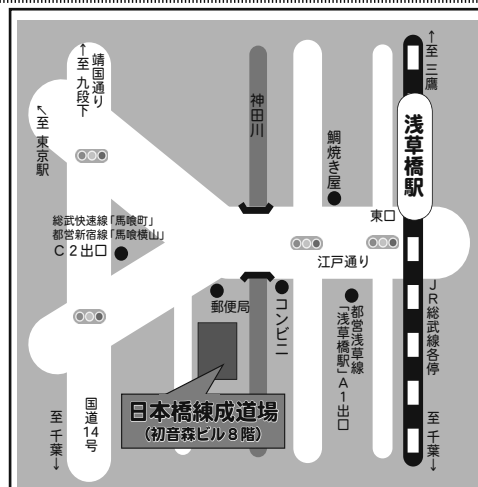 ↑至 三鷹
浅草橋駅
東口
JR総武線各停
至 千葉→
鯛焼き屋
江戸通り
都営浅草線
「浅草橋駅」A1出口
コンビニ
神田川
郵便局
靖国通り
↑至 九段下
↖至 東京駅
総武快速線「馬喰町」
都営新宿線「馬喰横山」
C2出口
国道14号
至 千葉→
日本橋練成道場
(初音森ビル8階)